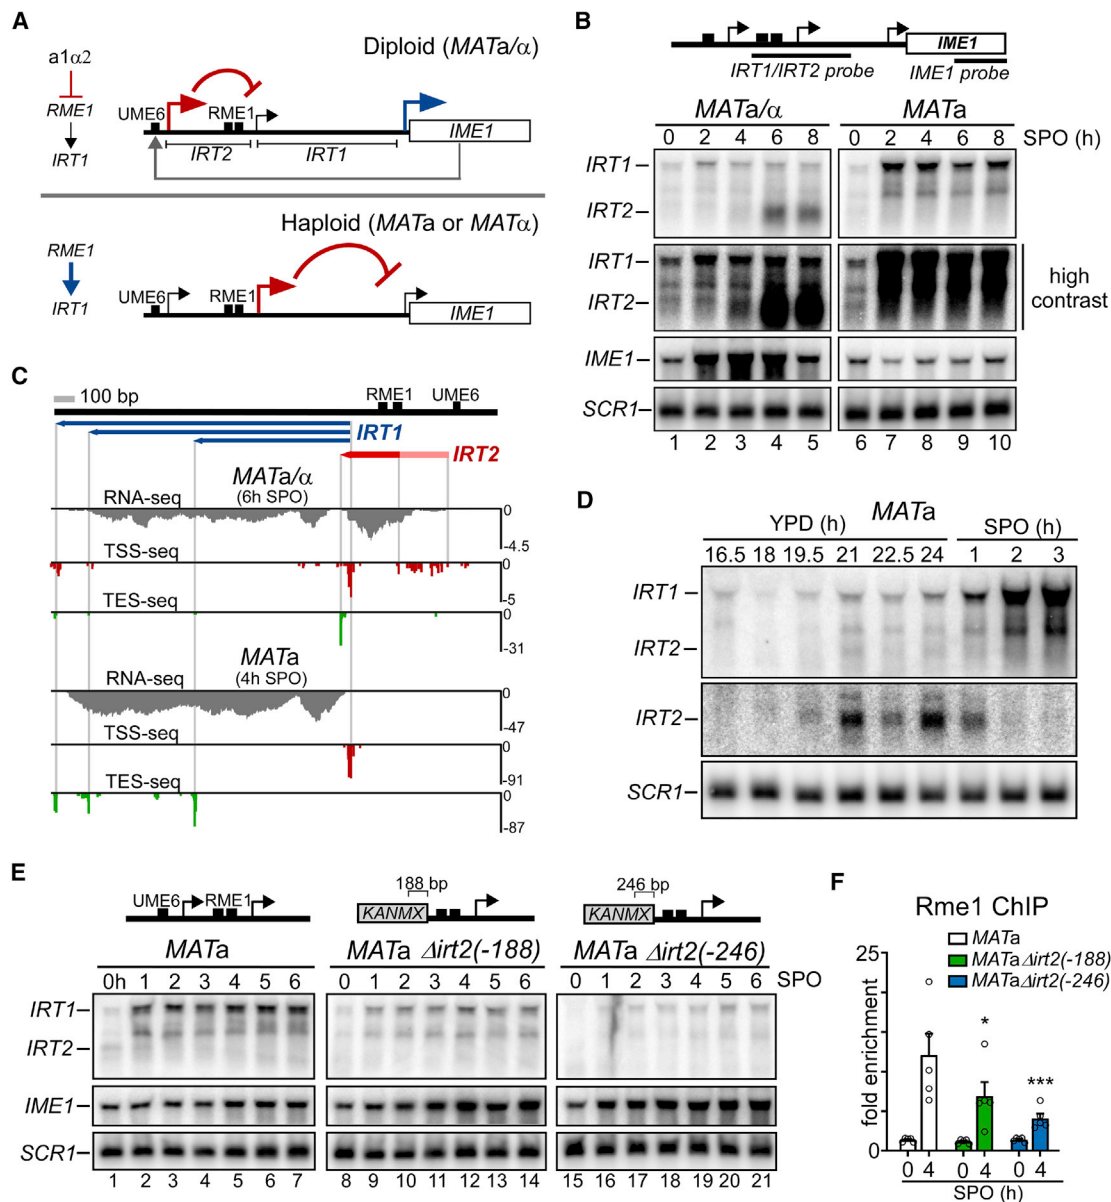 A
Diploid (MATa/α)
a1α2
RME1
IRT1
UME6
RME1
IRT2
IRT1
IME1
Haploid (MATa or MATα)
RME1
IRT1
UME6
RME1
IME1
B
IME1
IRT1/IRT2 probe
IME1 probe
MATa/α
MATa
0 2 4 6 8
0 2 4 6 8
SPO (h)
IRT1
IRT2
IRT1
IRT2
high contrast
IME1
SCR1
1 2 3 4 5
6 7 8 9 10
C
100 bp
RME1
UME6
IRT1
IRT2
MATa/α
(6h SPO)
RNA-seq
0
-4.5
TSS-seq
0
-5
TES-seq
0
-31
MATa
(4h SPO)
RNA-seq
0
-47
TSS-seq
0
-91
TES-seq
0
-87
D
MATa
YPD (h)
SPO (h)
16.5 18 19.5 21 22.5 24 1 2 3
IRT1
IRT2
IRT2
SCR1
E
UME6
RME1
188 bp
KANMX
246 bp
KANMX
MATa
MATa Δirt2(-188)
MATa Δirt2(-246)
0h 1 2 3 4 5 6
0 1 2 3 4 5 6
0 1 2 3 4 5 6
SPO
IRT1
IRT2
IME1
SCR1
1 2 3 4 5 6 7
8 9 10 11 12 13 14
15 16 17 18 19 20 21
F
Rme1 ChIP
MATa
MATaΔirt2(-188)
MATaΔirt2(-246)
25
fold enrichment
0
*
***
0 4 0 4 0 4
SPO (h)